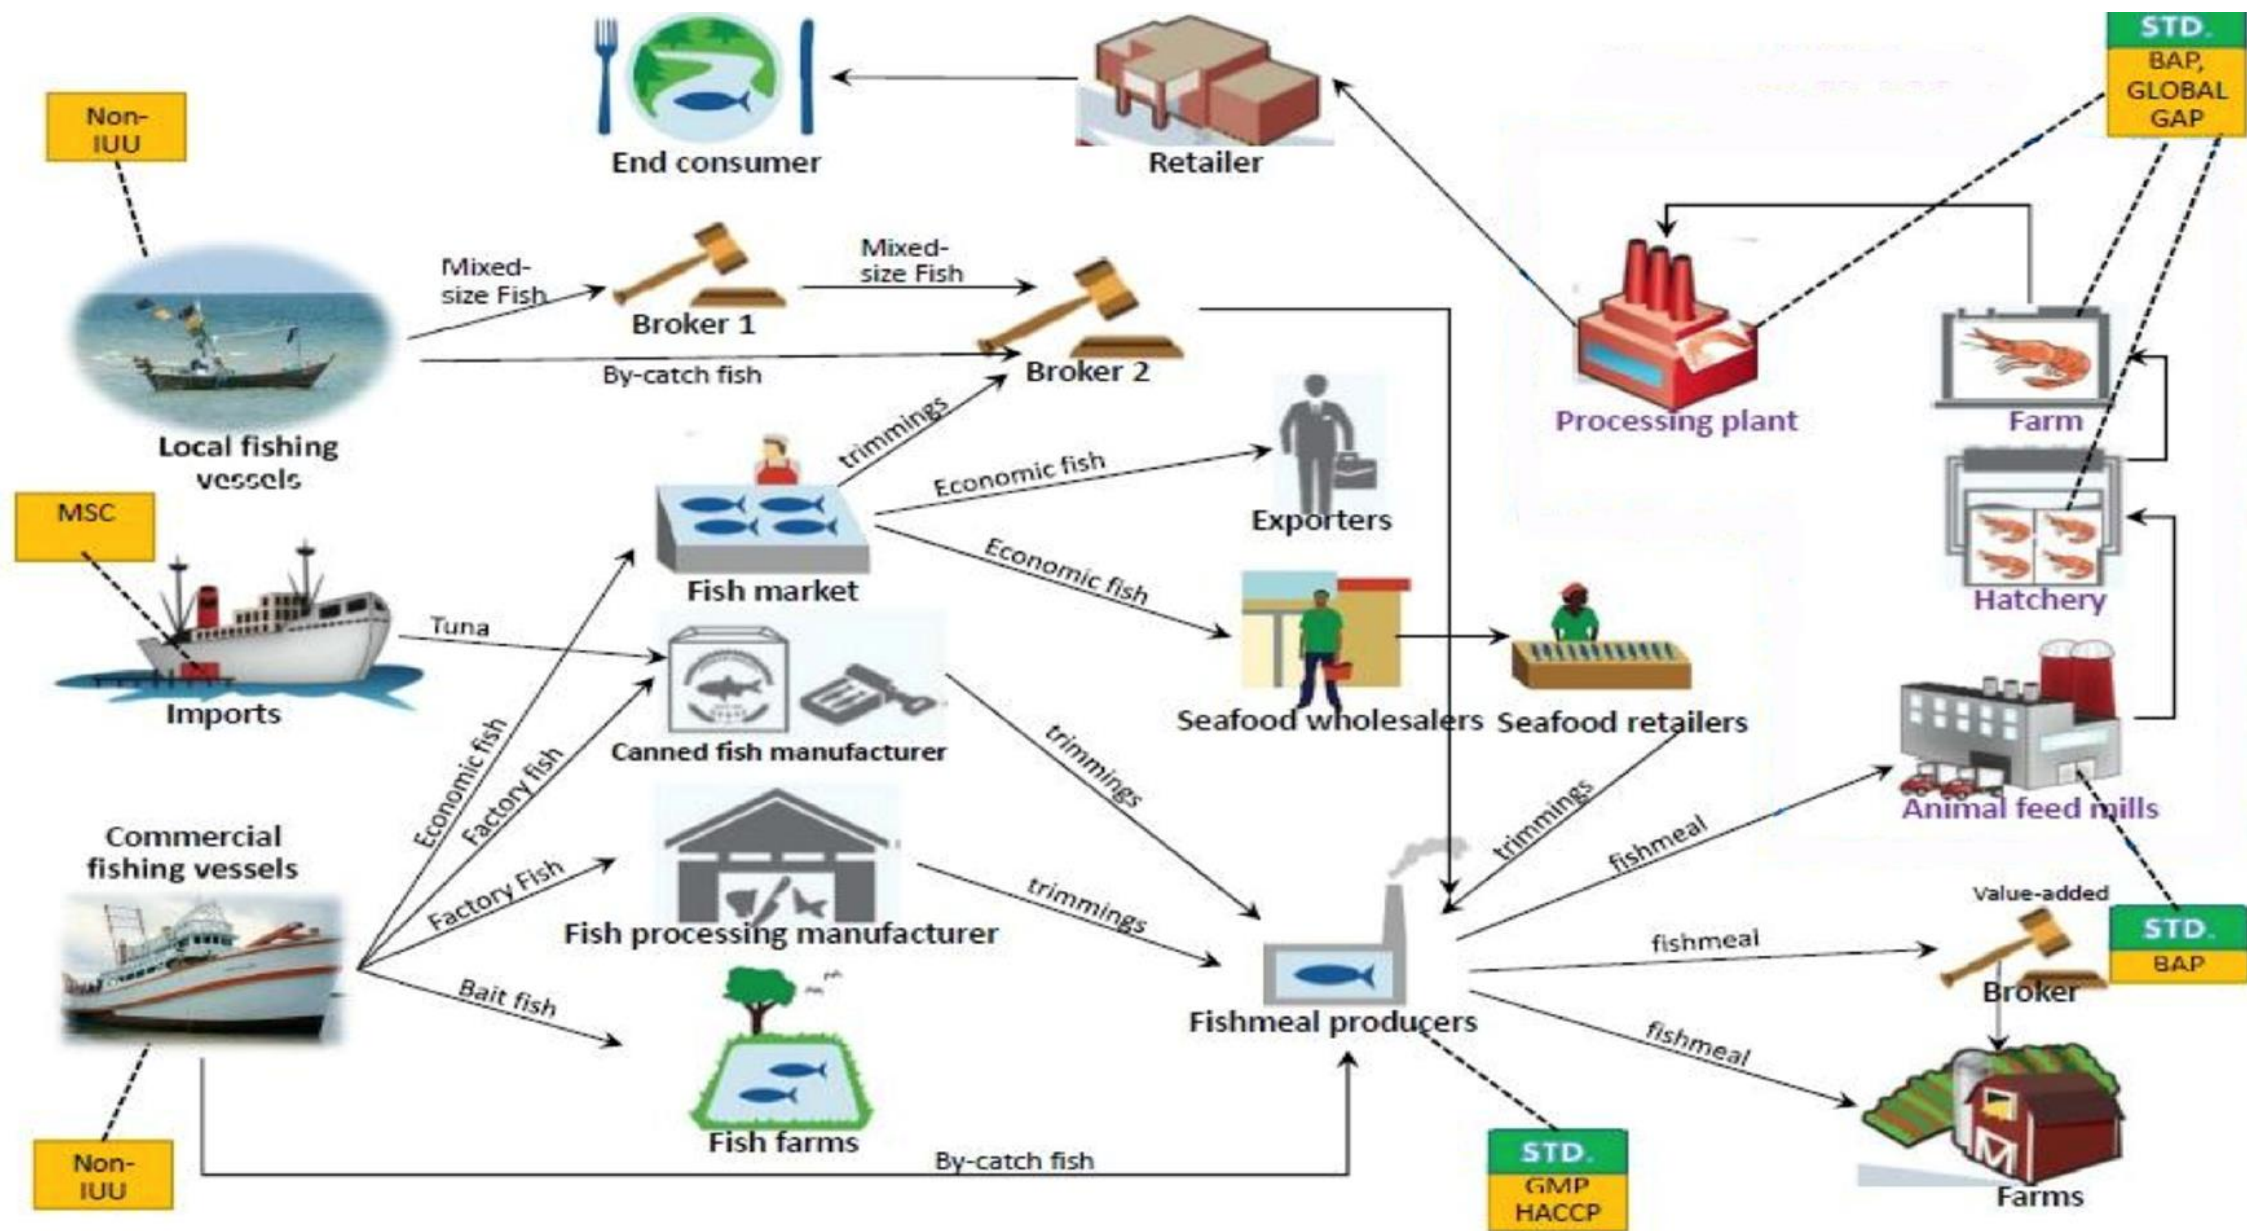 STD.
BAP,
GLOBAL
GAP
Non-
IUU
End consumer
Retailer
Mixed-
size Fish
Mixed-
size Fish
Broker 1
By-catch fish
Broker 2
Local fishing
vessels
trimmings
Economic fish
Exporters
Processing plant
Farm
MSC
Fish market
Economic fish
Hatchery
Tuna
Imports
Canned fish manufacturer
Seafood wholesalers
Seafood retailers
Economic fish
Factory fish
trimmings
trimmings
fishmeal
Animal feed mills
Commercial
fishing vessels
Factory Fish
Fish processing manufacturer
trimmings
Value-added
STD.
BAP
fishmeal
Broker
Bait fish
Fishmeal producers
fishmeal
Fish farms
By-catch fish
Non-
IUU
STD.
GMP
HACCP
Farms